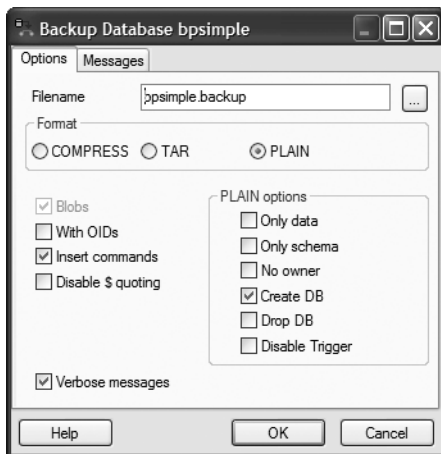 Backup Database bpsimple
Options Messages
Filename bpsimple.backup ...
Format
COMPRESS TAR PLAIN
Blobs
With OIDs
Insert commands
Disable $ quoting
PLAIN options
Only data
Only schema
No owner
Create DB
Drop DB
Disable Trigger
Verbose messages
Help OK Cancel